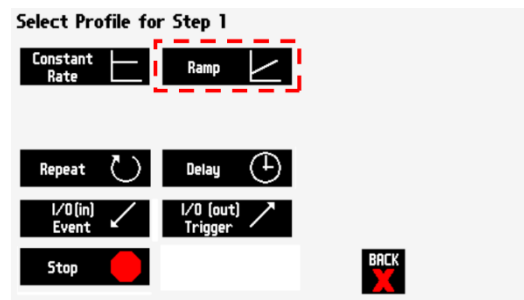 Select Profile for Step 1
Constant
Rate
Ramp
Repeat
Delay
I/O(in)
Event
I/O (out)
Trigger
Stop
BACK
X